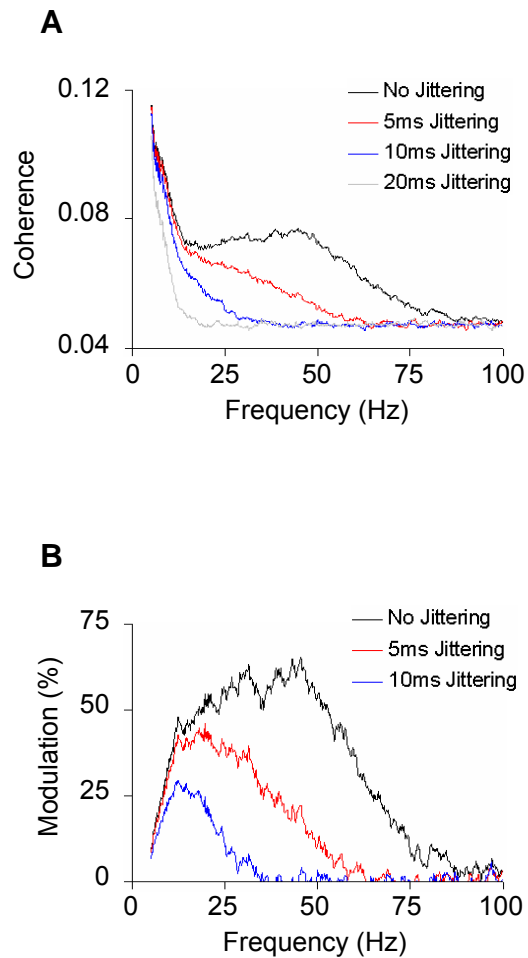 A
0.12
0.08
0.04
Coherence
No Jittering
5ms Jittering
10ms Jittering
20ms Jittering
0
25
50
75
100
Frequency (Hz)
B
75
50
25
0
Modulation (%)
No Jittering
5ms Jittering
10ms Jittering
0
25
50
75
100
Frequency (Hz)